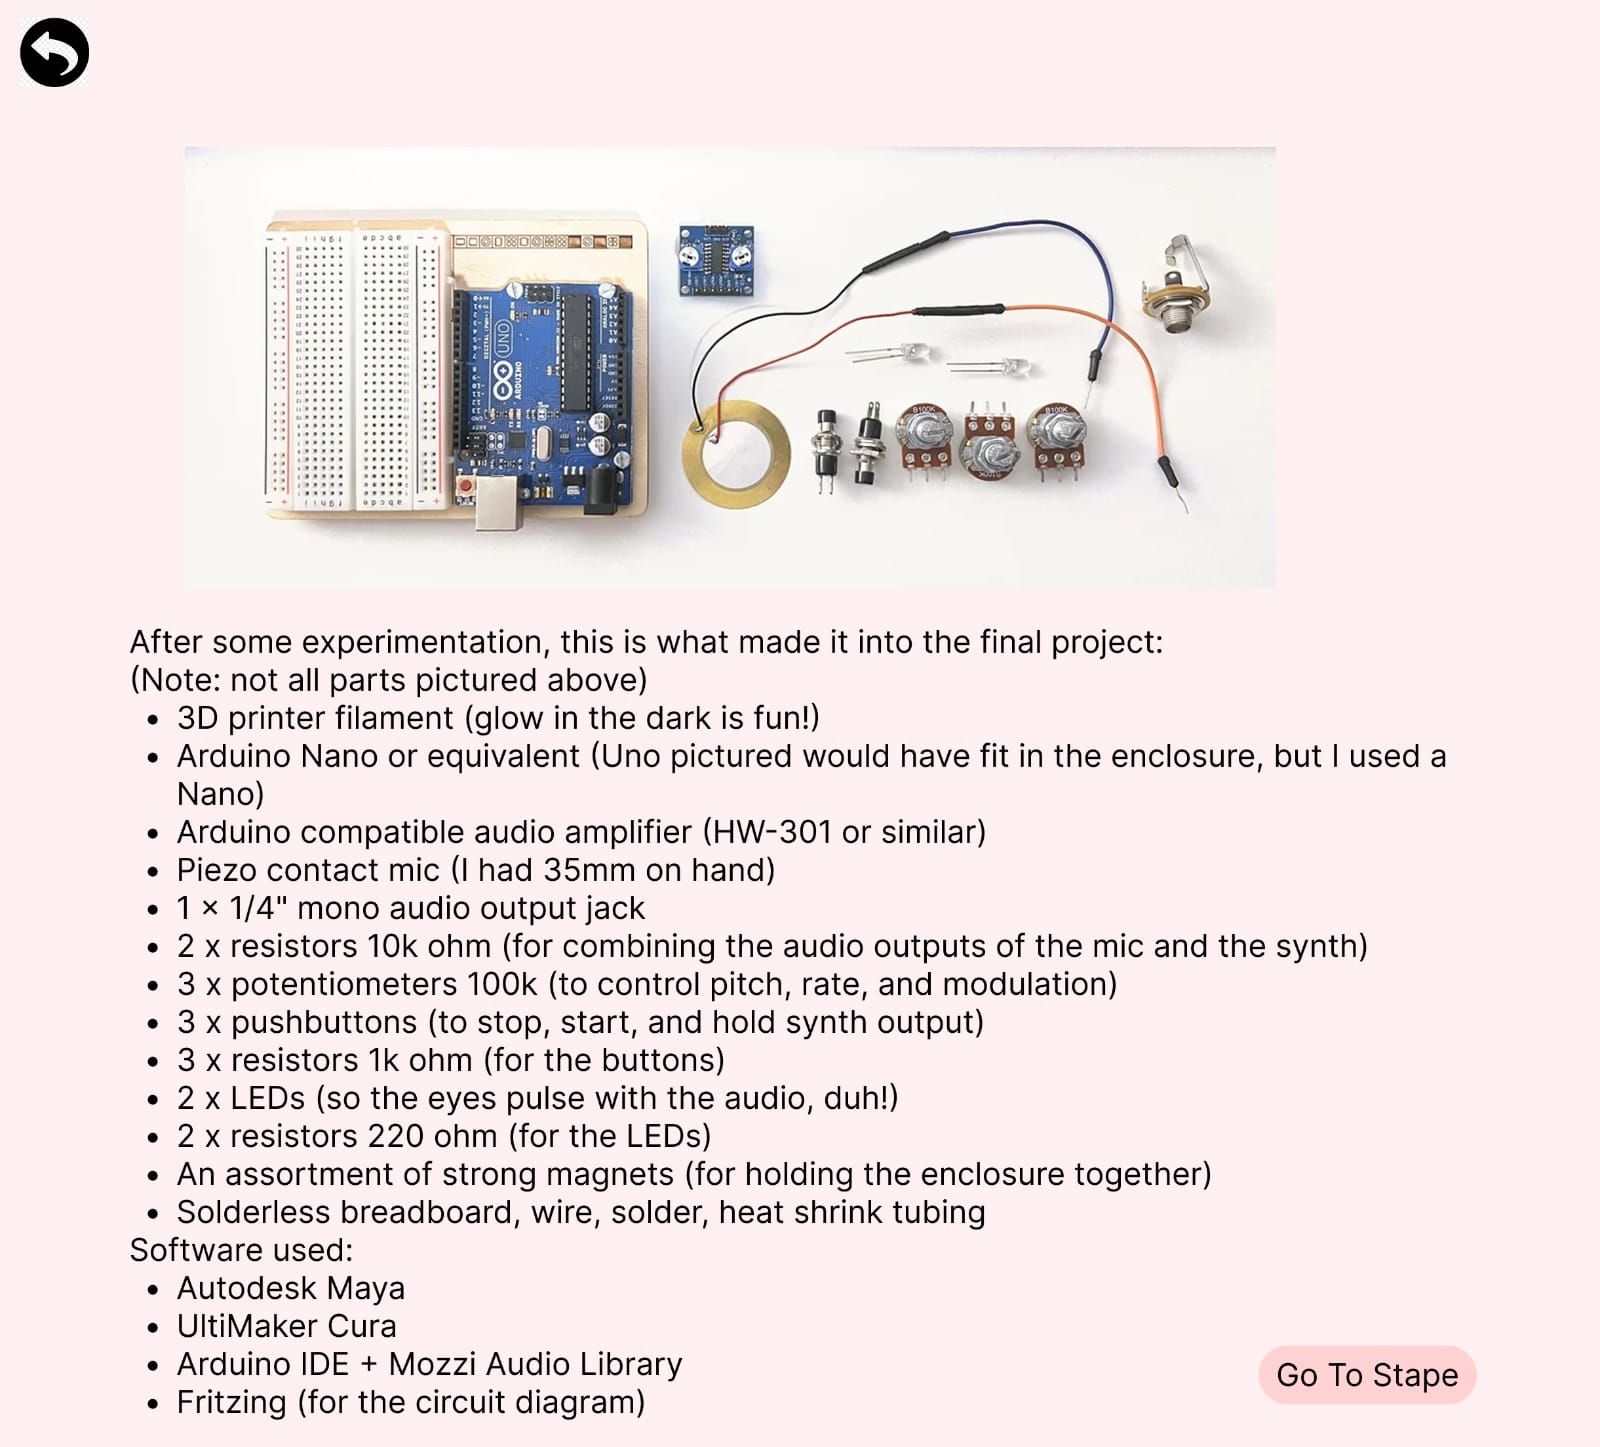 UNO
ARDUINO
DIGITAL (PWM~)
B100K
B100K
After some experimentation, this is what made it into the final project:
(Note: not all parts pictured above)
• 3D printer filament (glow in the dark is fun!)
• Arduino Nano or equivalent (Uno pictured would have fit in the enclosure, but I used a
Nano)
• Arduino compatible audio amplifier (HW-301 or similar)
• Piezo contact mic (I had 35mm on hand)
• 1 × 1/4" mono audio output jack
• 2 x resistors 10k ohm (for combining the audio outputs of the mic and the synth)
• 3 x potentiometers 100k (to control pitch, rate, and modulation)
• 3 x pushbuttons (to stop, start, and hold synth output)
• 3 x resistors 1k ohm (for the buttons)
• 2 x LEDs (so the eyes pulse with the audio, duh!)
• 2 x resistors 220 ohm (for the LEDs)
• An assortment of strong magnets (for holding the enclosure together)
• Solderless breadboard, wire, solder, heat shrink tubing
Software used:
• Autodesk Maya
• UltiMaker Cura
• Arduino IDE + Mozzi Audio Library
• Fritzing (for the circuit diagram)
Go To Stape